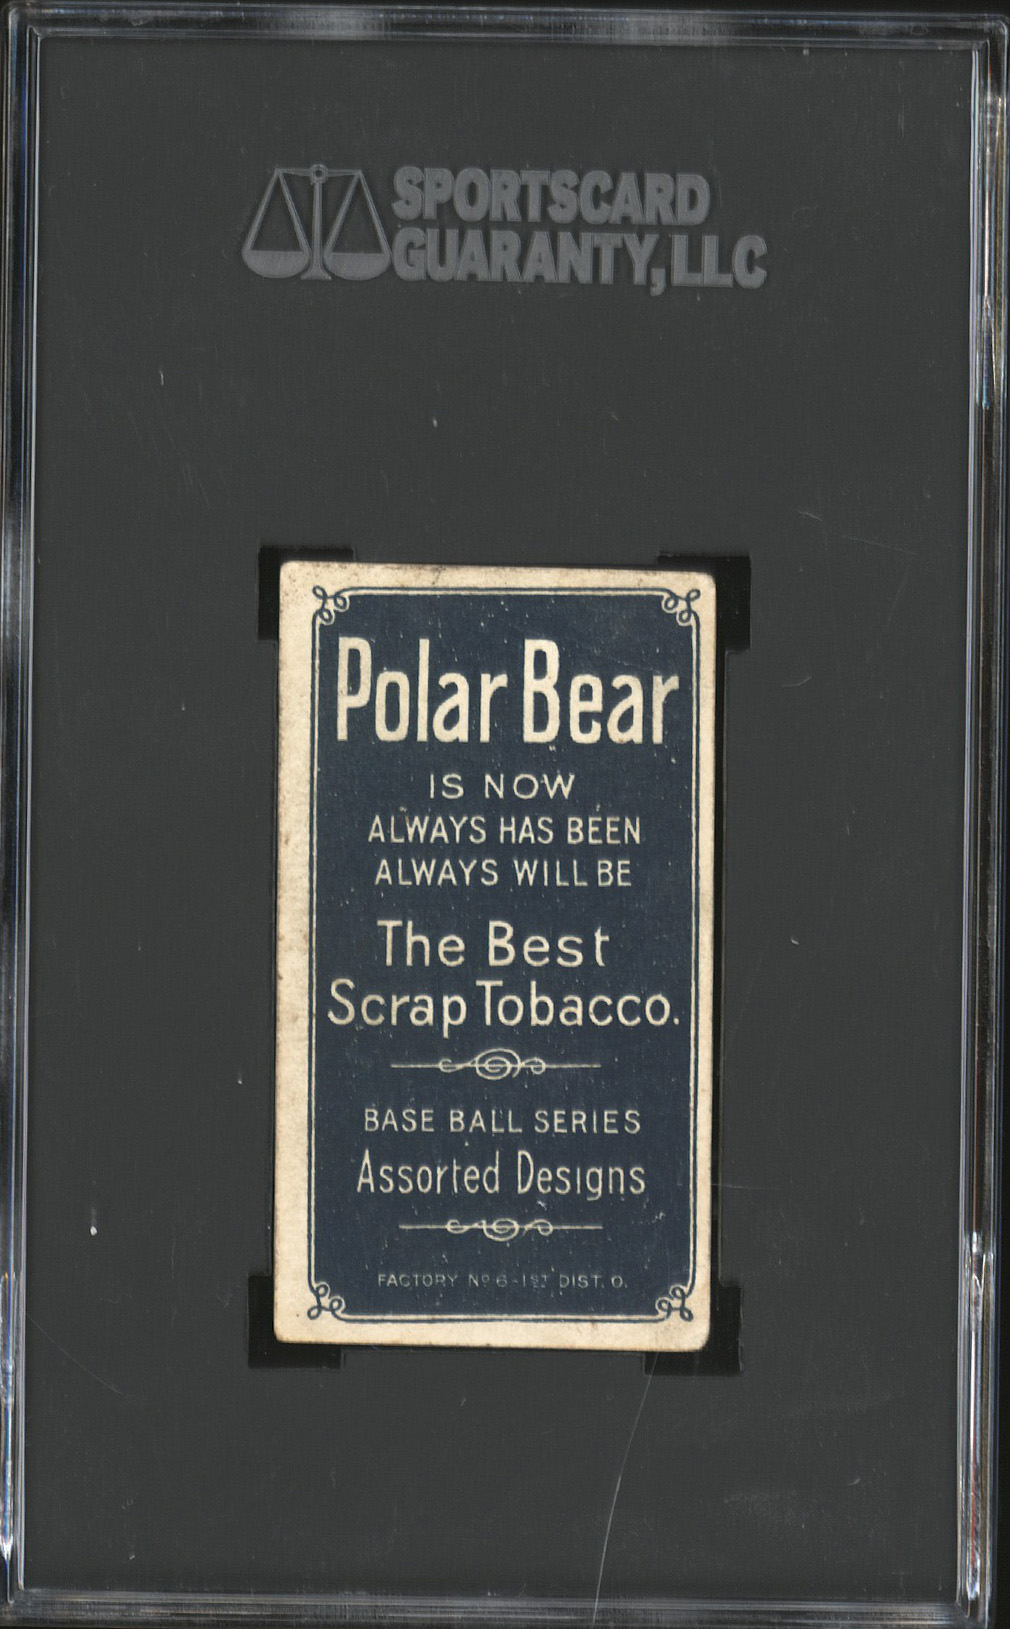 SPORTSCARD
GUARANTY, LLC
Polar Bear
IS NOW
ALWAYS HAS BEEN
ALWAYS WILL BE
The Best
Scrap Tobacco.
BASE BALL SERIES
Assorted Designs
FACTORY No 6-1ST DIST. O.